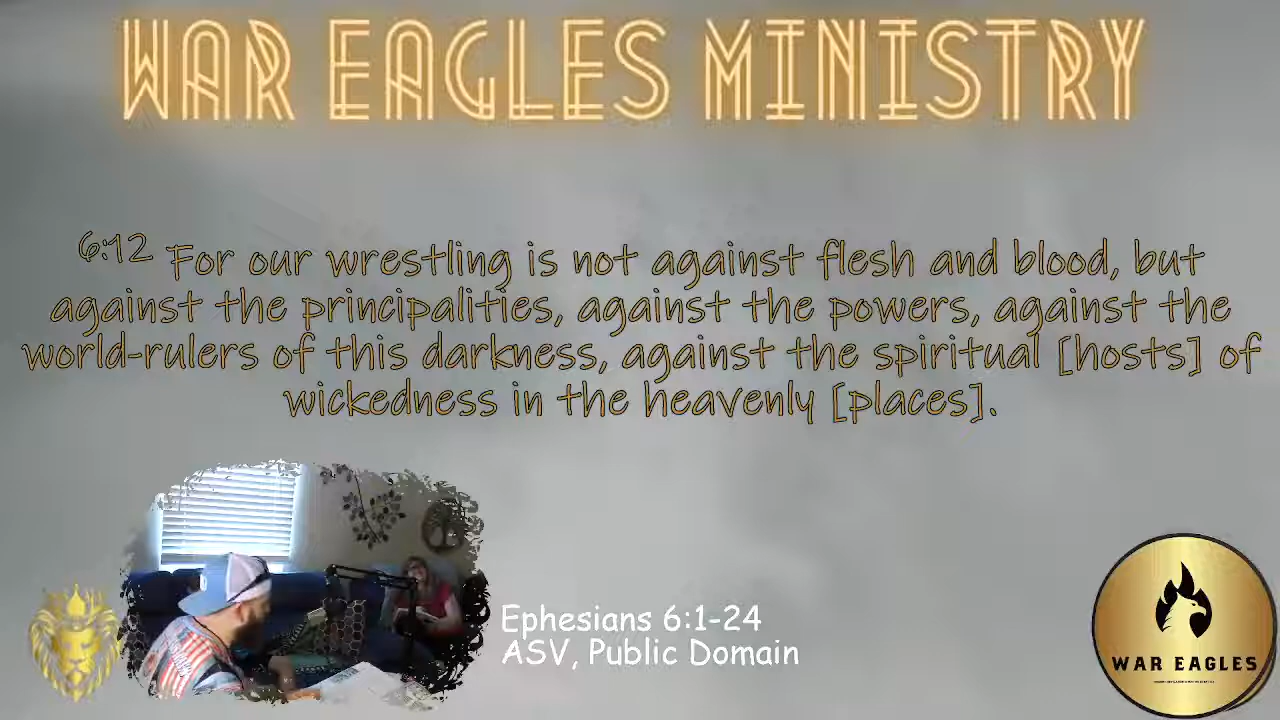 WAR EAGLES MINISTRY
6:12 For our wrestling is not against flesh and blood, but
against the principalities, against the powers, against the
world-rulers of this darkness, against the spiritual [hosts] of
wickedness in the heavenly [places].
Ephesians 6:1-24
ASV, Public Domain
WAR EAGLES